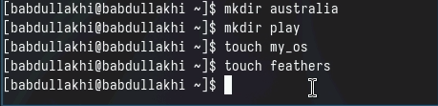 [babdullakhi@babdullakhi ~]$ mkdir australia
[babdullakhi@babdullakhi ~]$ mkdir play
[babdullakhi@babdullakhi ~]$ touch my_os
[babdullakhi@babdullakhi ~]$ touch feathers
[babdullakhi@babdullakhi ~]$